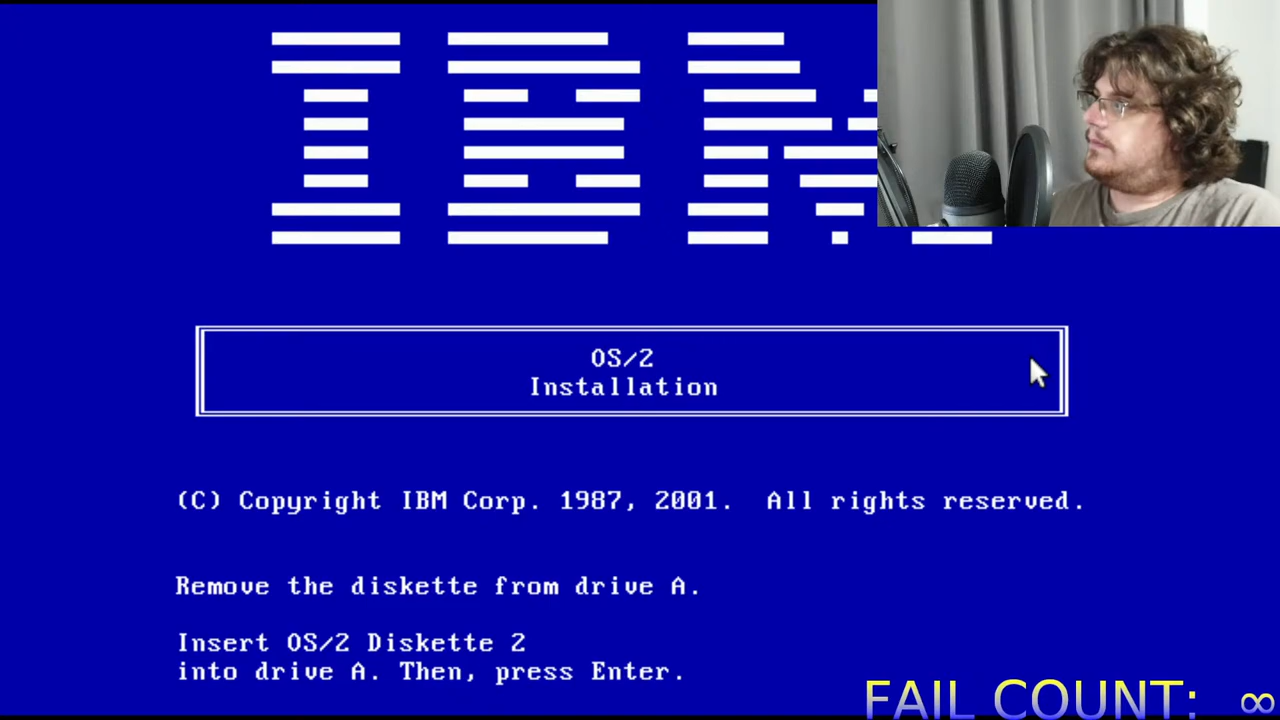 IBM
OS/2
Installation
(C) Copyright IBM Corp. 1987, 2001.  All rights reserved.
Remove the diskette from drive A.
Insert OS/2 Diskette 2
into drive A. Then, press Enter.
FAIL COUNT: ∞